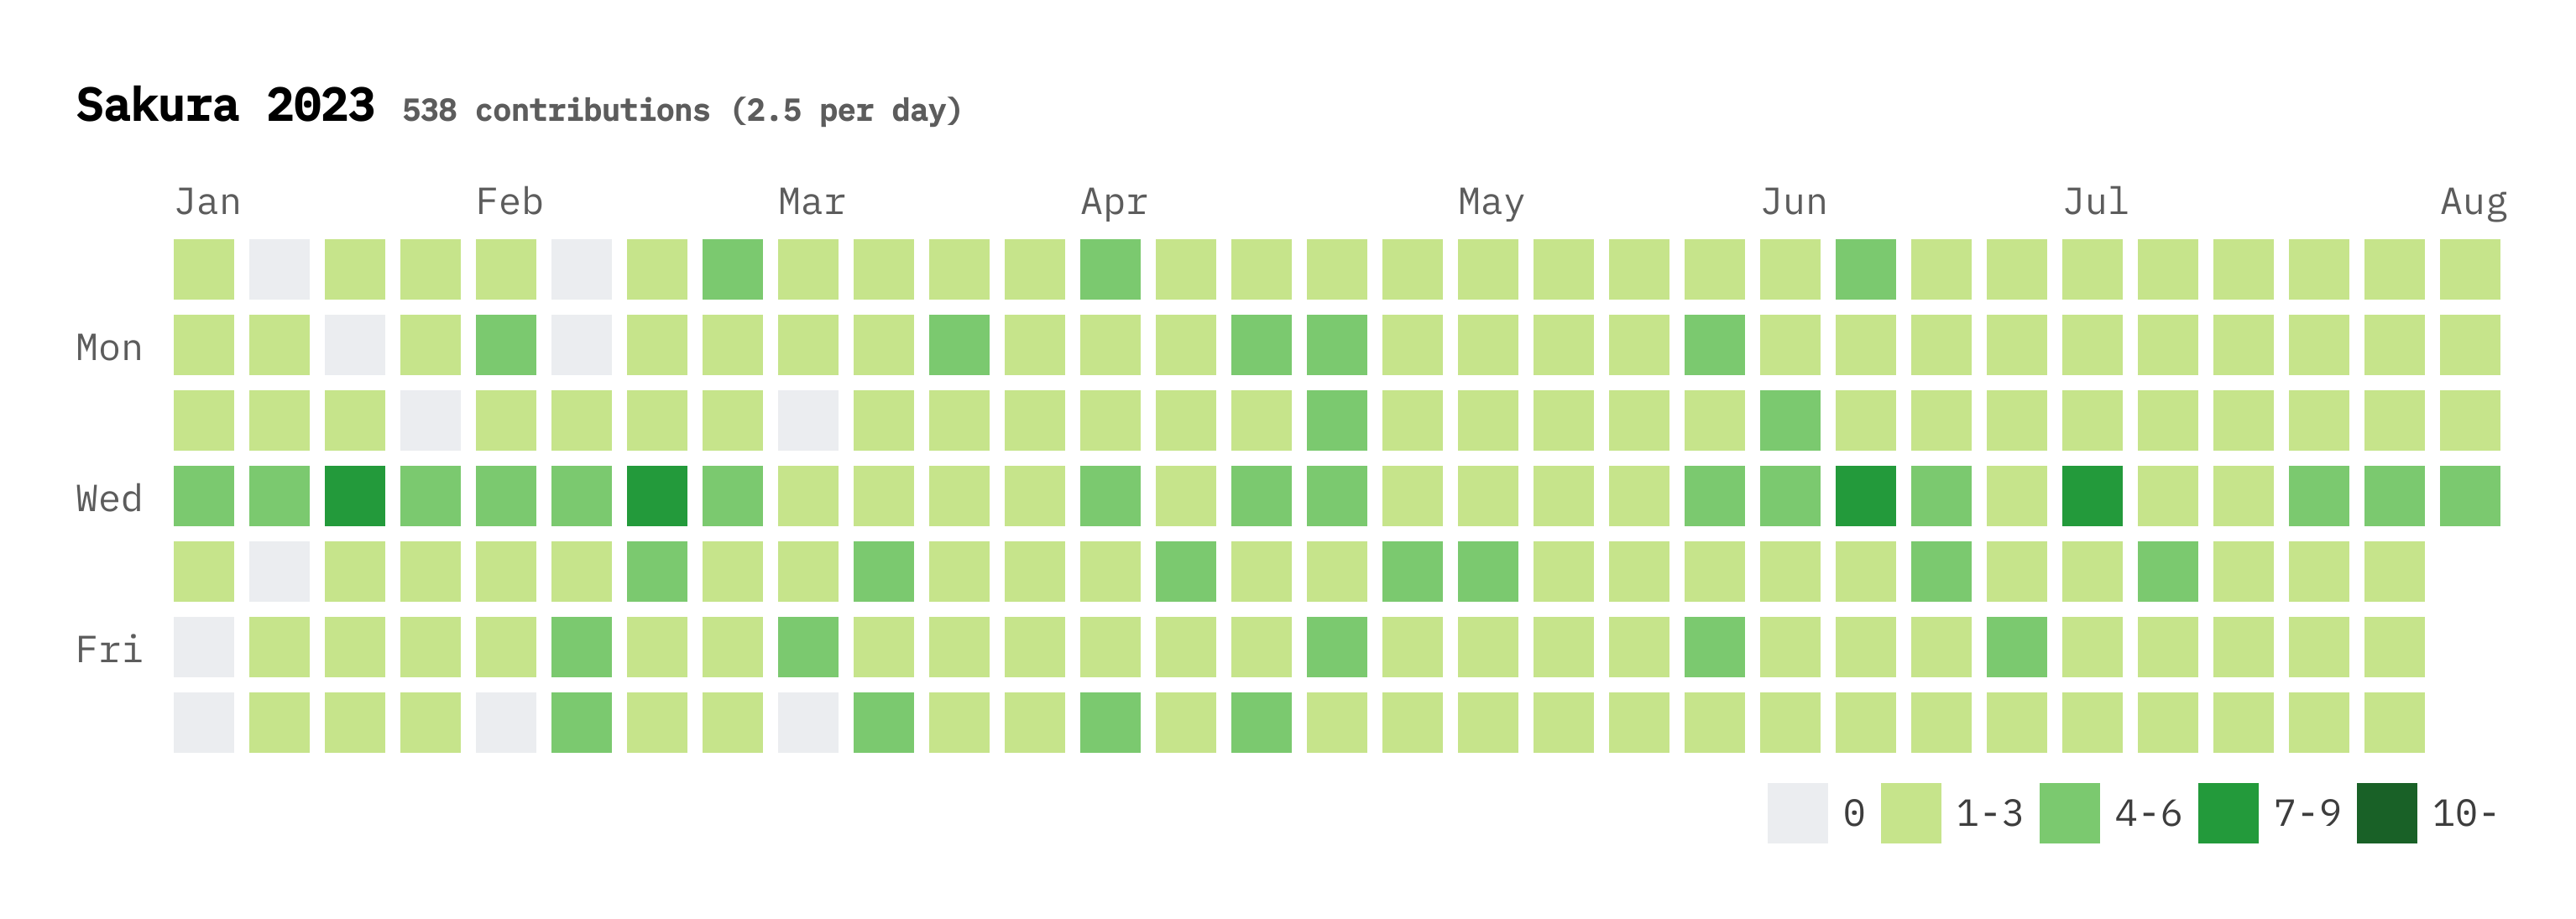 Sakura 2023 538 contributions (2.5 per day)
Jan Feb Mar Apr May Jun Jul Aug
Mon
Wed
Fri
0 1-3 4-6 7-9 10-